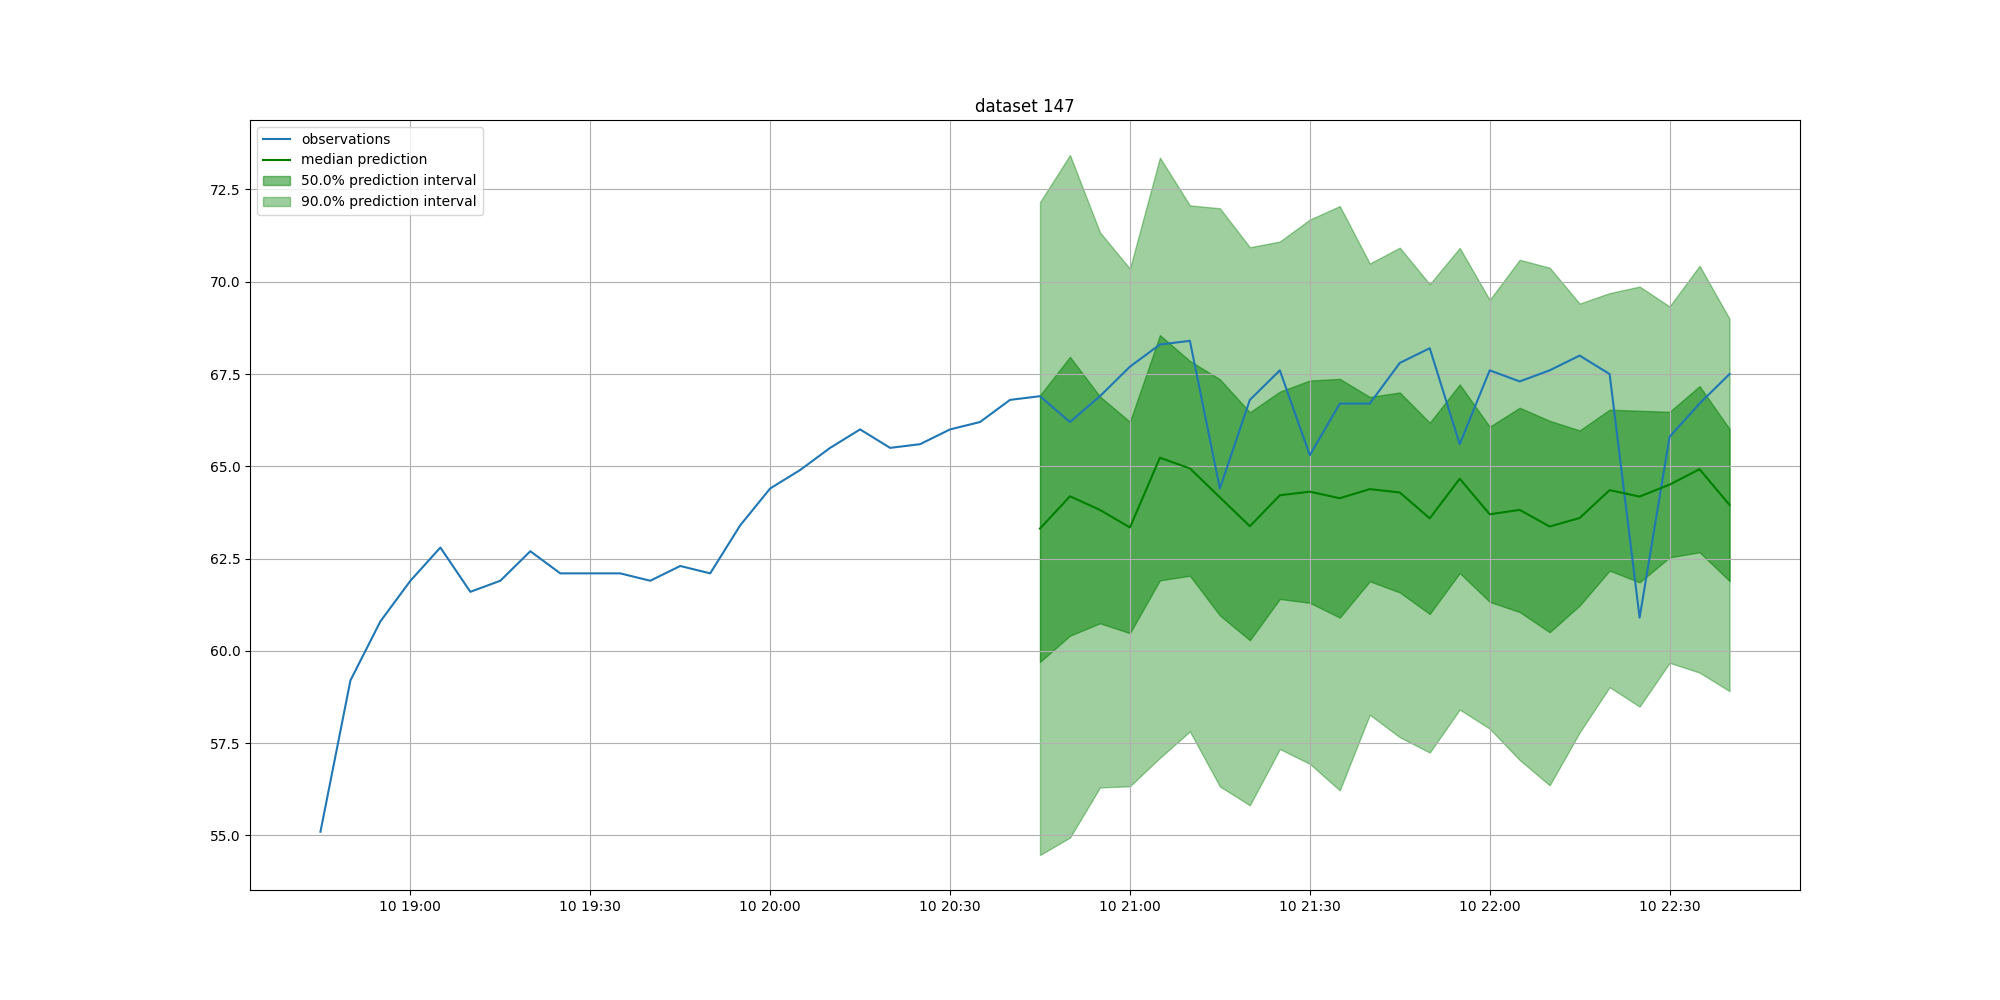 dataset 147
observations
median prediction
50.0% prediction interval
90.0% prediction interval
72.5
70.0
67.5
65.0
62.5
60.0
57.5
55.0
10 19:00 10 19:30 10 20:00 10 20:30 10 21:00 10 21:30 10 22:00 10 22:30